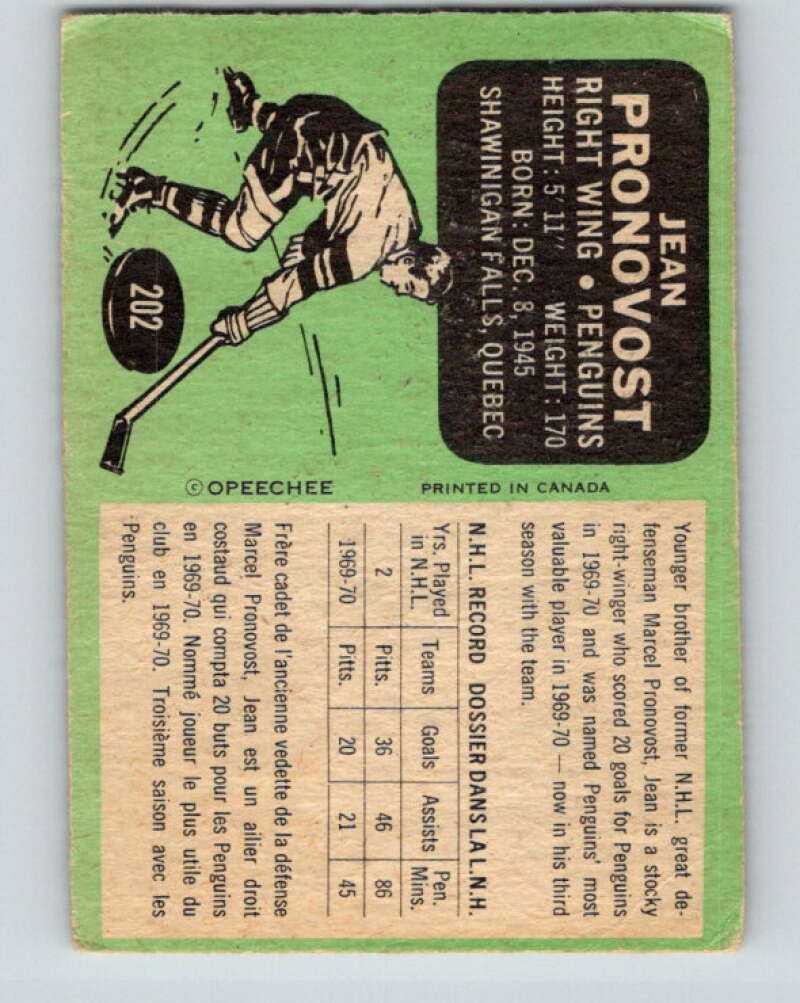 JEAN
PRONOVOST
RIGHT WING • PENGUINS
HEIGHT: 5'11" WEIGHT: 170
BORN: DEC. 8, 1945
SHAWINIGAN FALLS, QUEBEC
202
© OPEECHEE PRINTED IN CANADA
Younger brother of former N.H.L. great de-
fenseman Marcel Pronovost, Jean is a stocky
right-winger who scored 20 goals for Penguins
in 1969-70 and was named Penguins' most
valuable player in 1969-70 — now in his third
season with the team.
N.H.L. RECORD DOSSIER DANS LA L.N.H.
Yrs. Played Teams Goals Assists Pen.
in N.H.L. Mins.
2 Pitts. 36 46 86
1969-70 Pitts. 20 21 45
Frère cadet de l'ancienne vedette de la défense
Marcel Pronovost, Jean est un ailier droit
costaud qui compta 20 buts pour les Penguins
en 1969-70. Nommé joueur le plus utile du
club en 1969-70. Troisième saison avec les
Penguins.